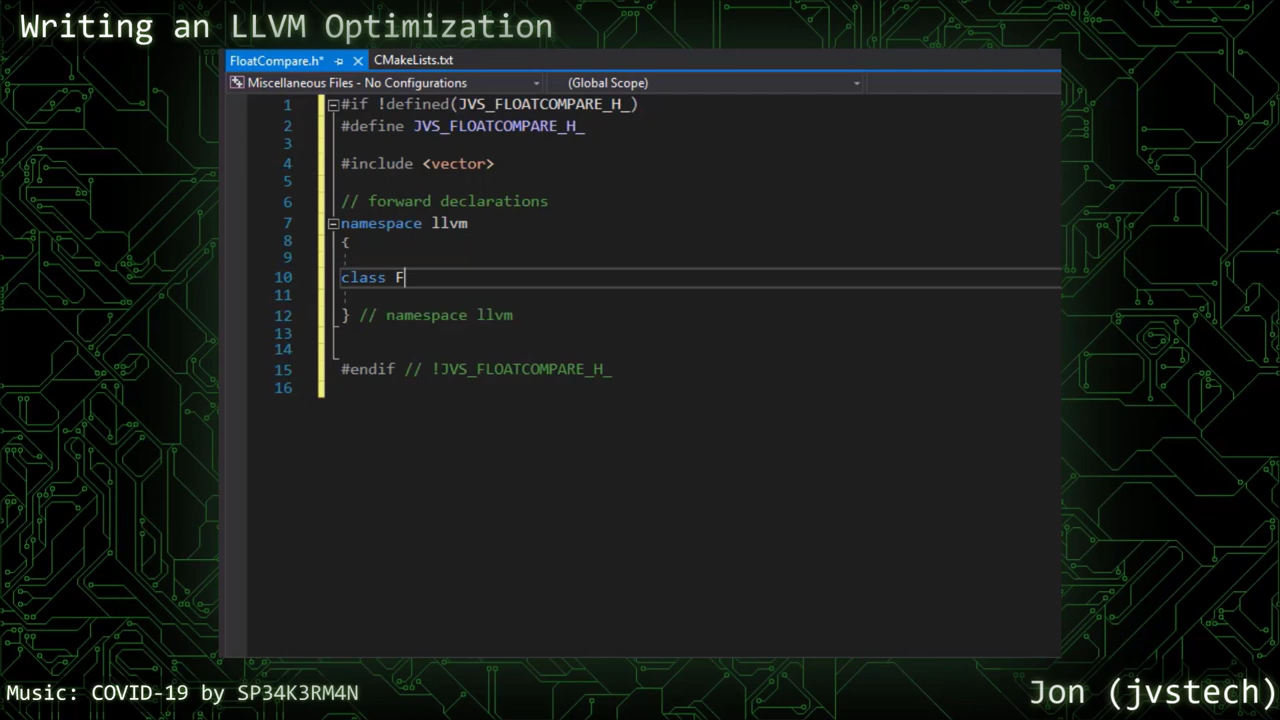 Writing an LLVM Optimization
FloatCompare.h* CMakeLists.txt
Miscellaneous Files - No Configurations (Global Scope)
1 #if !defined(JVS_FLOATCOMPARE_H_)
2 #define JVS_FLOATCOMPARE_H_
3
4 #include <vector>
5
6 // forward declarations
7 namespace llvm
8 {
9
10 class F
11
12 } // namespace llvm
13
14
15 #endif // !JVS_FLOATCOMPARE_H_
16
Music: COVID-19 by SP34K3RM4N
Jon (jvstech)